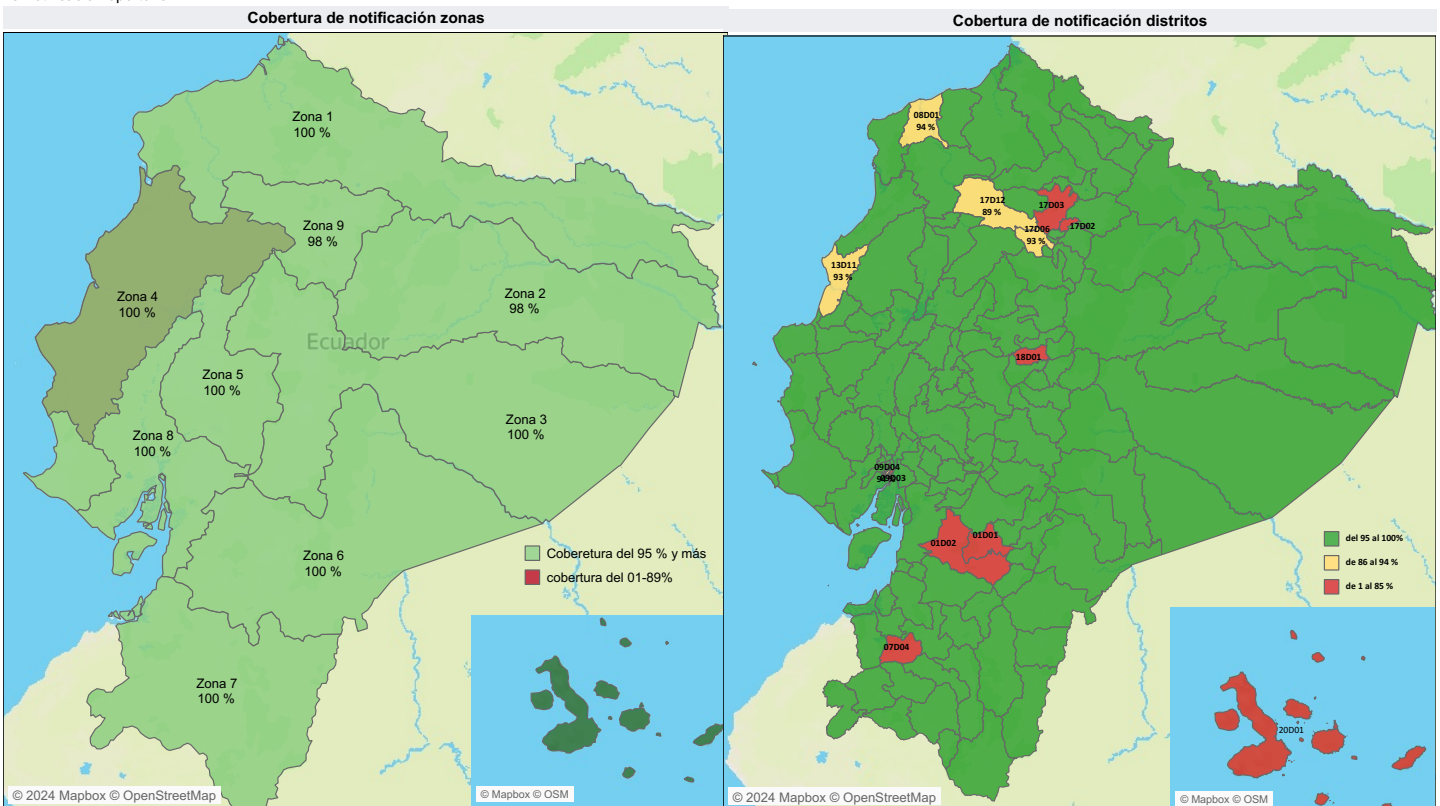 Cobertura de notificación zonas
Zona 1
100 %
Zona 9
98 %
Zona 4
100 %
Zona 2
98 %
Ecuador
Zona 5
100 %
Zona 3
100 %
Zona 8
100 %
Zona 6
100 %
Zona 7
100 %
Coberetura del 95 % y más
cobertura del 01-89%
© 2024 Mapbox © OpenStreetMap
© Mapbox © OSM
Cobertura de notificación distritos
08D01
94 %
17D12
89 %
17D03
17D02
17D06
93 %
13D11
93 %
18D01
09D04
09D03
01D02
01D01
07D04
del 95 al 100%
de 86 al 94 %
de 1 al 85 %
20D01
© 2024 Mapbox © OpenStreetMap
© Mapbox © OSM